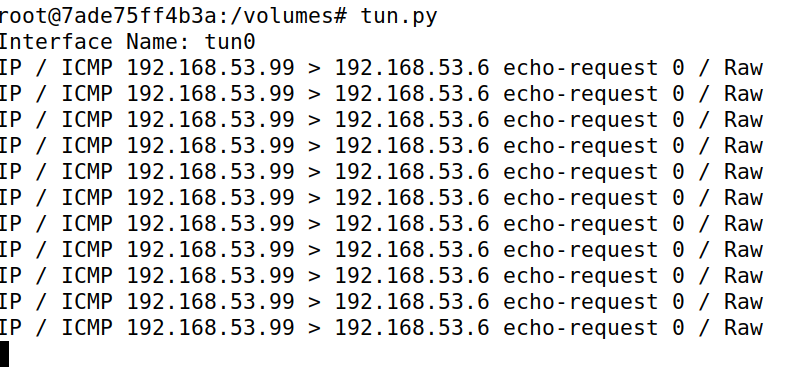 root@7ade75ff4b3a:/volumes# tun.py
Interface Name: tun0
IP / ICMP 192.168.53.99 > 192.168.53.6 echo-request 0 / Raw
IP / ICMP 192.168.53.99 > 192.168.53.6 echo-request 0 / Raw
IP / ICMP 192.168.53.99 > 192.168.53.6 echo-request 0 / Raw
IP / ICMP 192.168.53.99 > 192.168.53.6 echo-request 0 / Raw
IP / ICMP 192.168.53.99 > 192.168.53.6 echo-request 0 / Raw
IP / ICMP 192.168.53.99 > 192.168.53.6 echo-request 0 / Raw
IP / ICMP 192.168.53.99 > 192.168.53.6 echo-request 0 / Raw
IP / ICMP 192.168.53.99 > 192.168.53.6 echo-request 0 / Raw
IP / ICMP 192.168.53.99 > 192.168.53.6 echo-request 0 / Raw
IP / ICMP 192.168.53.99 > 192.168.53.6 echo-request 0 / Raw
IP / ICMP 192.168.53.99 > 192.168.53.6 echo-request 0 / Raw